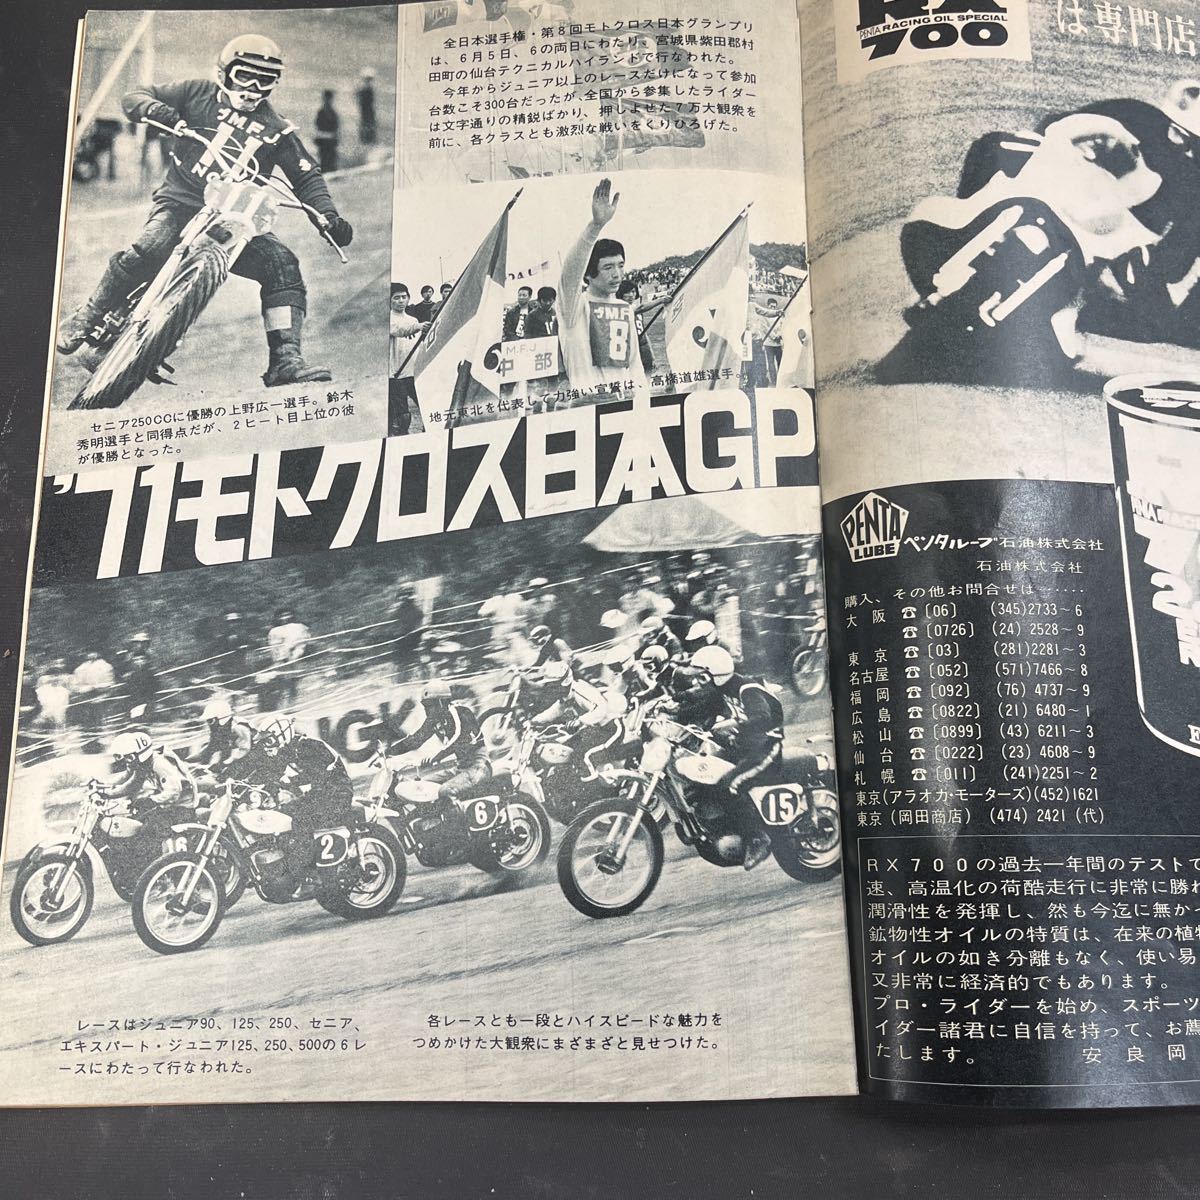 全日本選手権・第8回モトクロス日本グランプリ
は、6月5日、6の両日にわたり、宮城県柴田郡村
田町の仙台テクニカルハイランドで行なわれた。
今年からジュニア以上のレースだけになって参加
台数こそ300台だったが、全国から参集したライダー
は文字通りの精鋭ばかり、押しよせた7万大観衆を
前に、各クラスとも激烈な戦いをくりひろげた。
M.F.J
11
M.F.J
8
M.F.J
中部
地元東北を代表して力強い宣誓は、高橋道雄選手。
セニア250CCに優勝の上野広一選手。鈴木
秀明選手と同得点だが、2ヒート目上位の彼
が優勝となった。
'71モトクロス日本GP
NGK
16
16
2
6
15
レースはジュニア90、125、250、セニア、
エキスパート・ジュニア125、250、500の6レ
ースにわたって行なわれた。
各レースとも一段とハイスピードな魅力を
つめかけた大観衆にまざまざと見せつけた。
RX
PENTA RACING OIL SPECIAL
700
は専門店
PENTA
LUBE
ペンタルーブ石油株式会社
石油株式会社
購入、その他お問合せは……
大阪 ☎ [06] (345) 2733~6
☎ [0726] (24) 2528~9
東京 ☎ [03] (281) 2281~3
名古屋 ☎ [052] (571) 7466~8
福岡 ☎ [092] (76) 4737~9
広島 ☎ [0822] (21) 6480~1
松山 ☎ [0899] (43) 6211~3
仙台 ☎ [0222] (23) 4608~9
札幌 ☎ [011] (241) 2251~2
東京 (アラオカ・モーターズ) (452) 1621
東京 (岡田商店) (474) 2421 (代)
RX700の過去一年間のテストで
速、高温化の荷酷走行に非常に勝れ
潤滑性を発揮し、然も今迄に無かっ
鉱物性オイルの特質は、在来の植物
オイルの如き分離もなく、使い易
又非常に経済的でもあります。
プロ・ライダーを始め、スポーツ
イダー諸君に自信を持って、お薦
たします。 安良岡